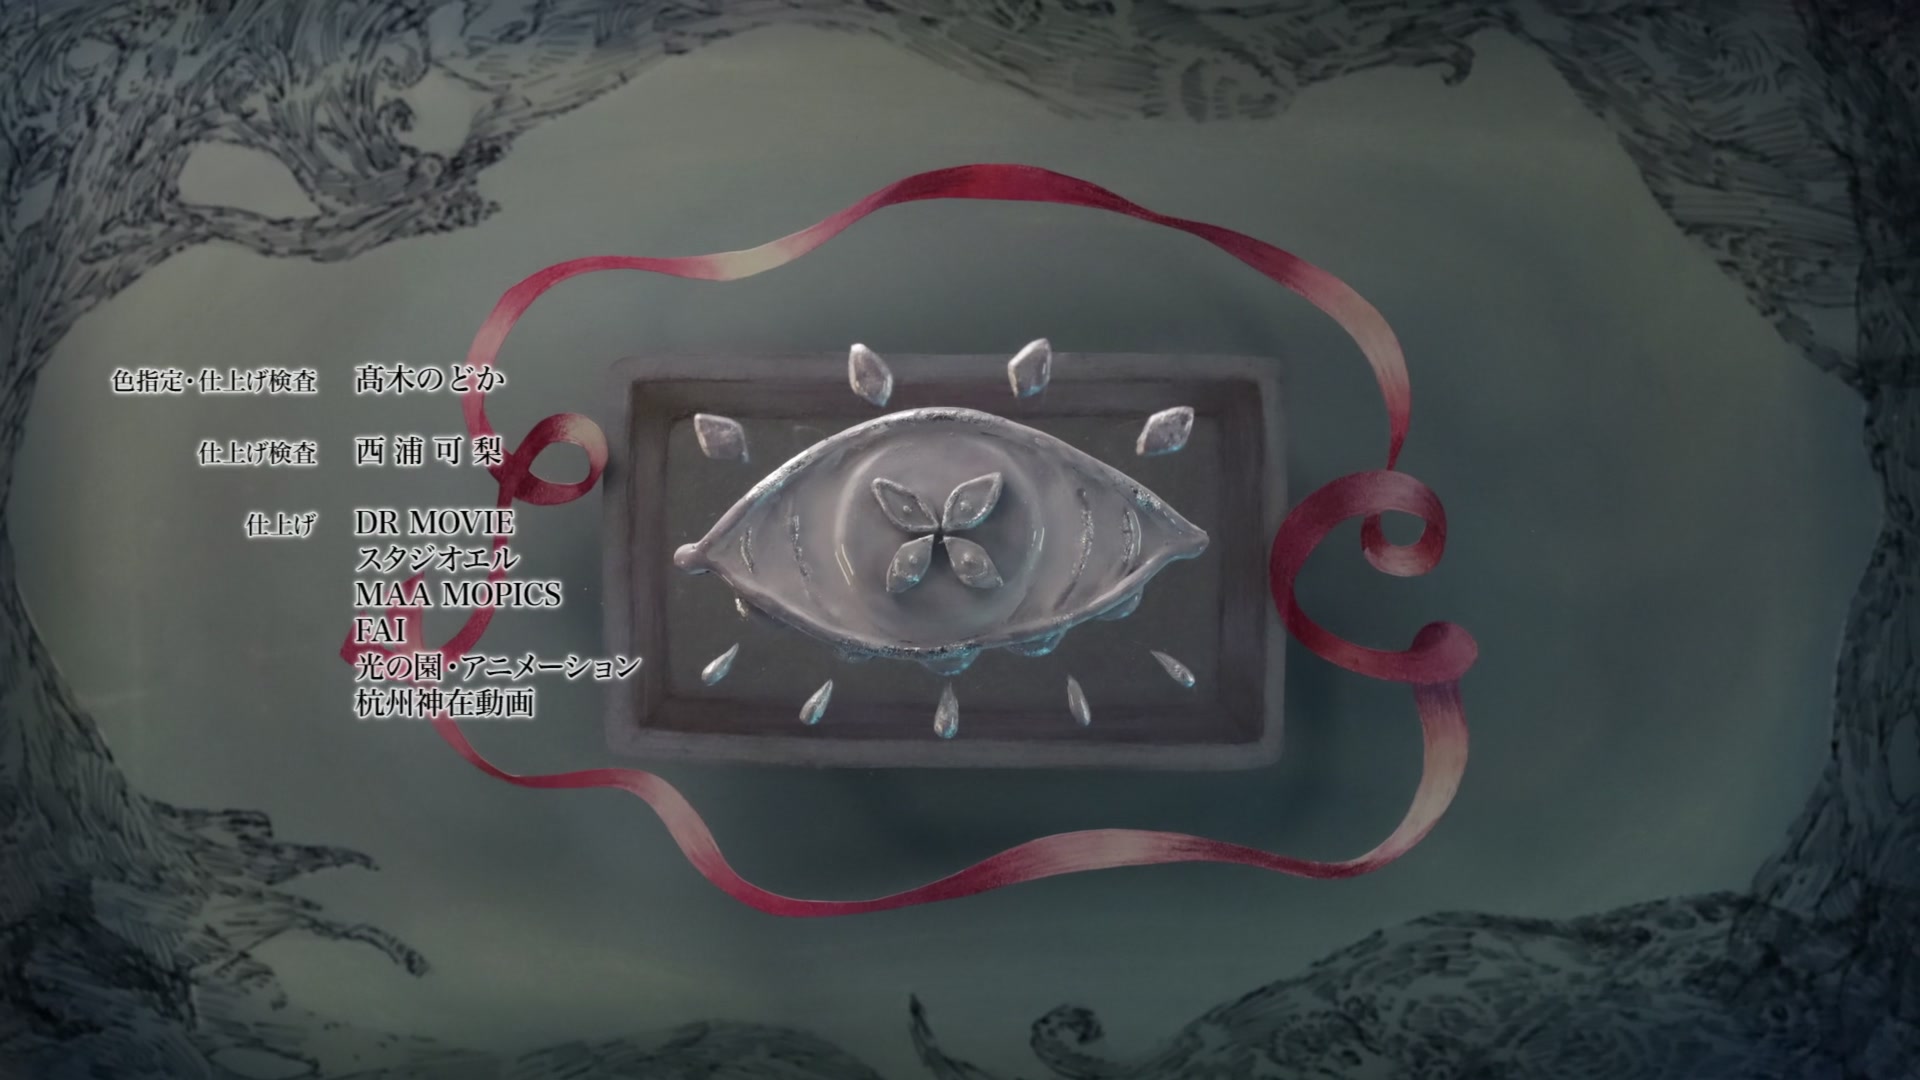 色指定・仕上げ検査 髙木のどか
仕上げ検査 西浦可梨
仕上げ DR MOVIE
スタジオエル
MAA MOPICS
FAI
光の園・アニメーション
杭州神在動画